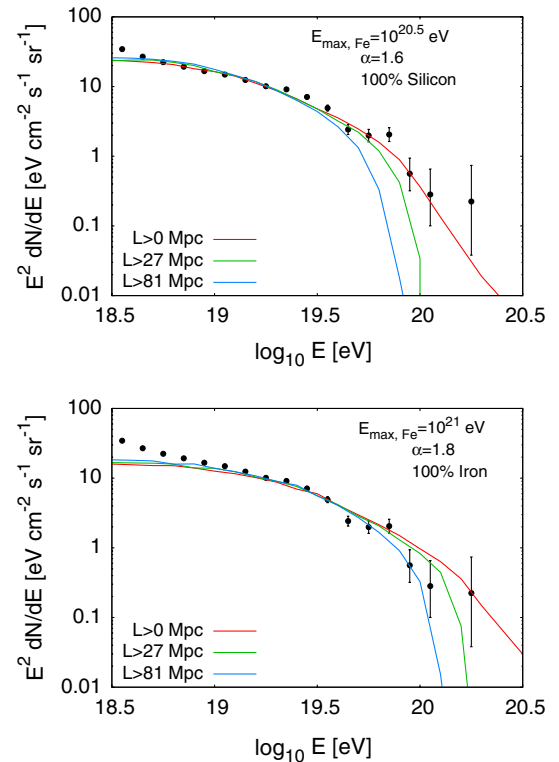 E² dN/dE [eV cm⁻² s⁻¹ sr⁻¹]
100
10
1
0.1
0.01
E_max, Fe=10^20.5 eV
α=1.6
100% Silicon
L>0 Mpc
L>27 Mpc
L>81 Mpc
18.5 19 19.5 20 20.5
log₁₀ E [eV]
E² dN/dE [eV cm⁻² s⁻¹ sr⁻¹]
100
10
1
0.1
0.01
E_max, Fe=10^21 eV
α=1.8
100% Iron
L>0 Mpc
L>27 Mpc
L>81 Mpc
18.5 19 19.5 20 20.5
log₁₀ E [eV]